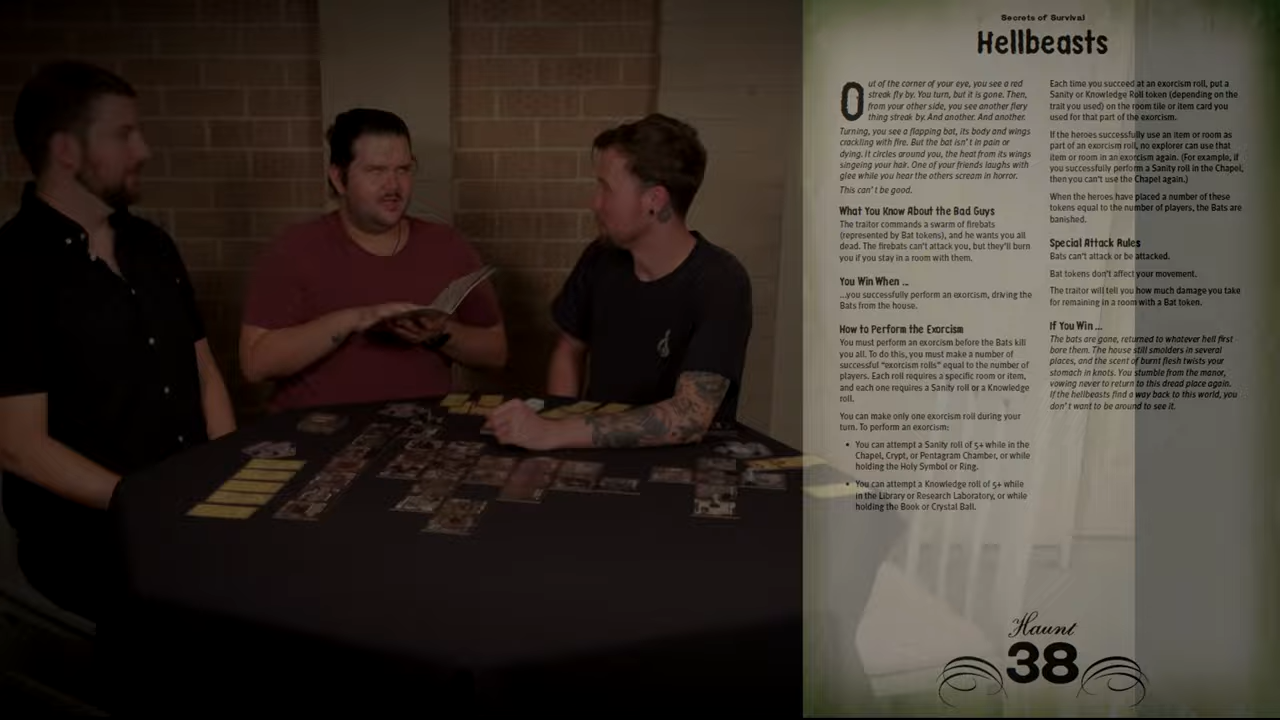 Secrets of Survival
Hellbeasts
Out of the corner of your eye, you see a red
streak fly by. You turn, but it is gone. Then,
from your other side, you see another fiery
thing streak by. And another. And another.
Turning, you see a flapping bat, its body and wings
crackling with fire. But the bat isn't in pain or
dying. It circles around you, the heat from its wings
singeing your hair. One of your friends laughs with
glee while you hear the others scream in horror.
This can't be good.
What You Know About the Bad Guys
The traitor commands a swarm of firebats
(represented by Bat tokens), and he wants you all
dead. The firebats can't attack you, but they'll burn
you if you stay in a room with them.
You Win When ...
...you successfully perform an exorcism, driving the
Bats from the house.
How to Perform the Exorcism
You must perform an exorcism before the Bats kill
you all. To do this, you must make a number of
successful "exorcism rolls" equal to the number of
players. Each roll requires a specific room or item,
and each one requires a Sanity roll or a Knowledge
roll.
You can make only one exorcism roll during your
turn. To perform an exorcism:
• You can attempt a Sanity roll of 5+ while in the
Chapel, Crypt, or Pentagram Chamber, or while
holding the Holy Symbol or Ring.
• You can attempt a Knowledge roll of 5+ while
in the Library or Research Laboratory, or while
holding the Book or Crystal Ball.
Each time you succeed at an exorcism roll, put a
Sanity or Knowledge Roll token (depending on the
trait you used) on the room tile or item card you
used for that part of the exorcism.
If the heroes successfully use an item or room as
part of an exorcism roll, no explorer can use that
item or room in an exorcism again. (For example, if
you successfully perform a Sanity roll in the Chapel,
then you can't use the Chapel again.)
When the heroes have placed a number of these
tokens equal to the number of players, the Bats are
banished.
Special Attack Rules
Bats can't attack or be attacked.
Bat tokens don't affect your movement.
The traitor will tell you how much damage you take
for remaining in a room with a Bat token.
If You Win ...
The bats are gone, returned to whatever hell first
bore them. The house still smolders in several
places, and the scent of burnt flesh twists your
stomach in knots. You stumble from the manor,
vowing never to return to this dread place again.
If the hellbeasts find a way back to this world, you
don't want to be around to see it.
Haunt
38